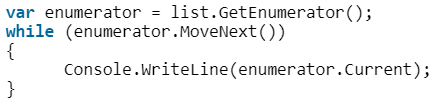 var enumerator = list.GetEnumerator();
while (enumerator.MoveNext())
{
      Console.WriteLine(enumerator.Current);
}